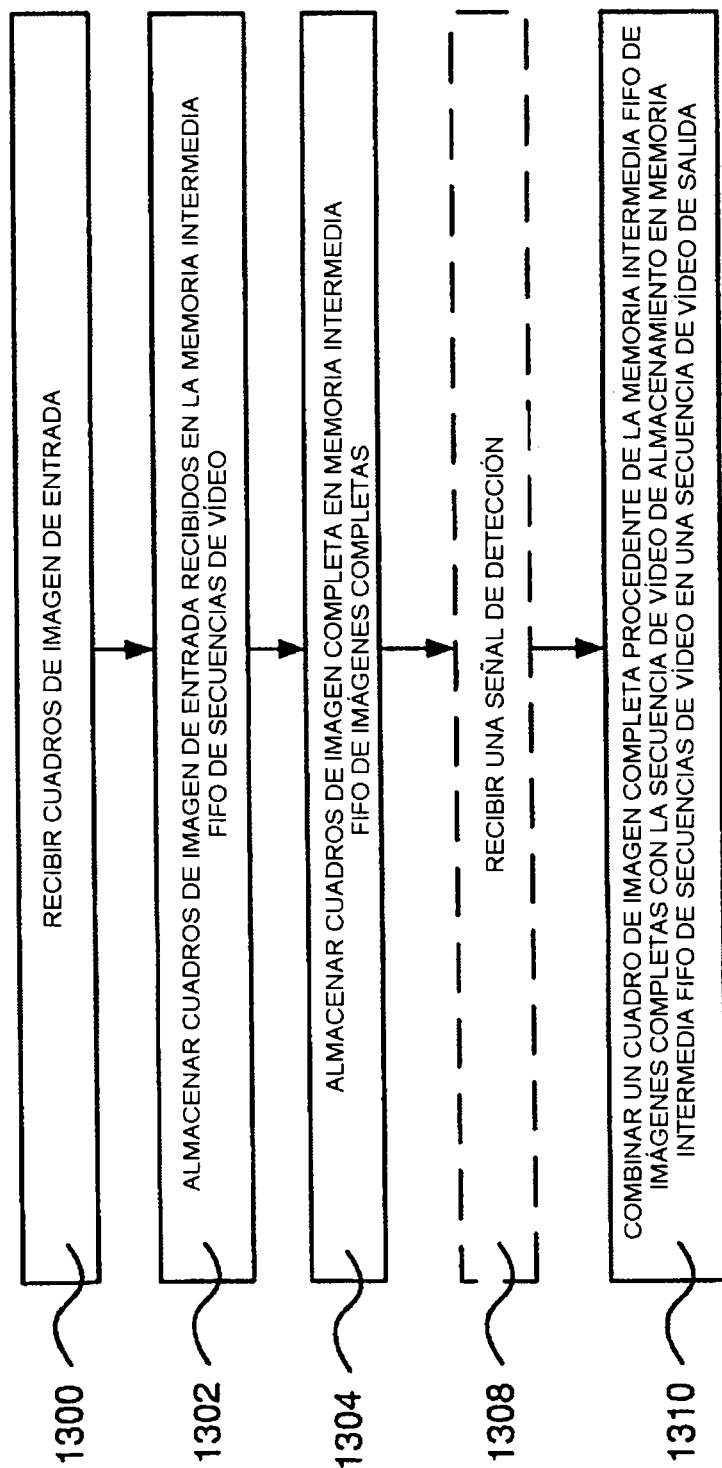 1300
RECIBIR CUADROS DE IMAGEN DE ENTRADA
1302
ALMACENAR CUADROS DE IMAGEN DE ENTRADA RECIBIDOS EN LA MEMORIA INTERMEDIA
FIFO DE SECUENCIAS DE VÍDEO
1304
ALMACENAR CUADROS DE IMAGEN COMPLETA EN MEMORIA INTERMEDIA
FIFO DE IMÁGENES COMPLETAS
1308
RECIBIR UNA SEÑAL DE DETECCIÓN
1310
COMBINAR UN CUADRO DE IMAGEN COMPLETA PROCEDENTE DE LA MEMORIA INTERMEDIA FIFO DE
IMÁGENES COMPLETAS CON LA SECUENCIA DE VÍDEO DE ALMACENAMIENTO EN MEMORIA
INTERMEDIA FIFO DE SECUENCIAS DE VÍDEO EN UNA SECUENCIA DE VÍDEO DE SALIDA